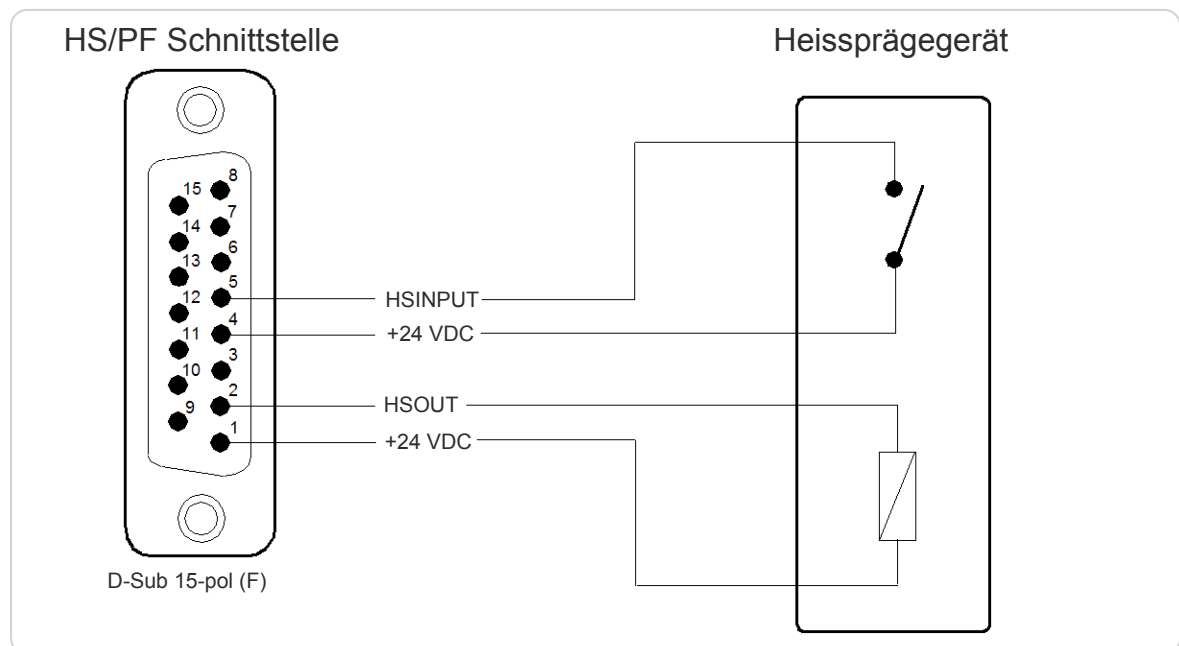 HS/PF Schnittstelle
Heissprägegerät
8
15
7
14
6
13
5
12
4
11
3
10
2
9
1
HSINPUT
+24 VDC
HSOUT
+24 VDC
D-Sub 15-pol (F)